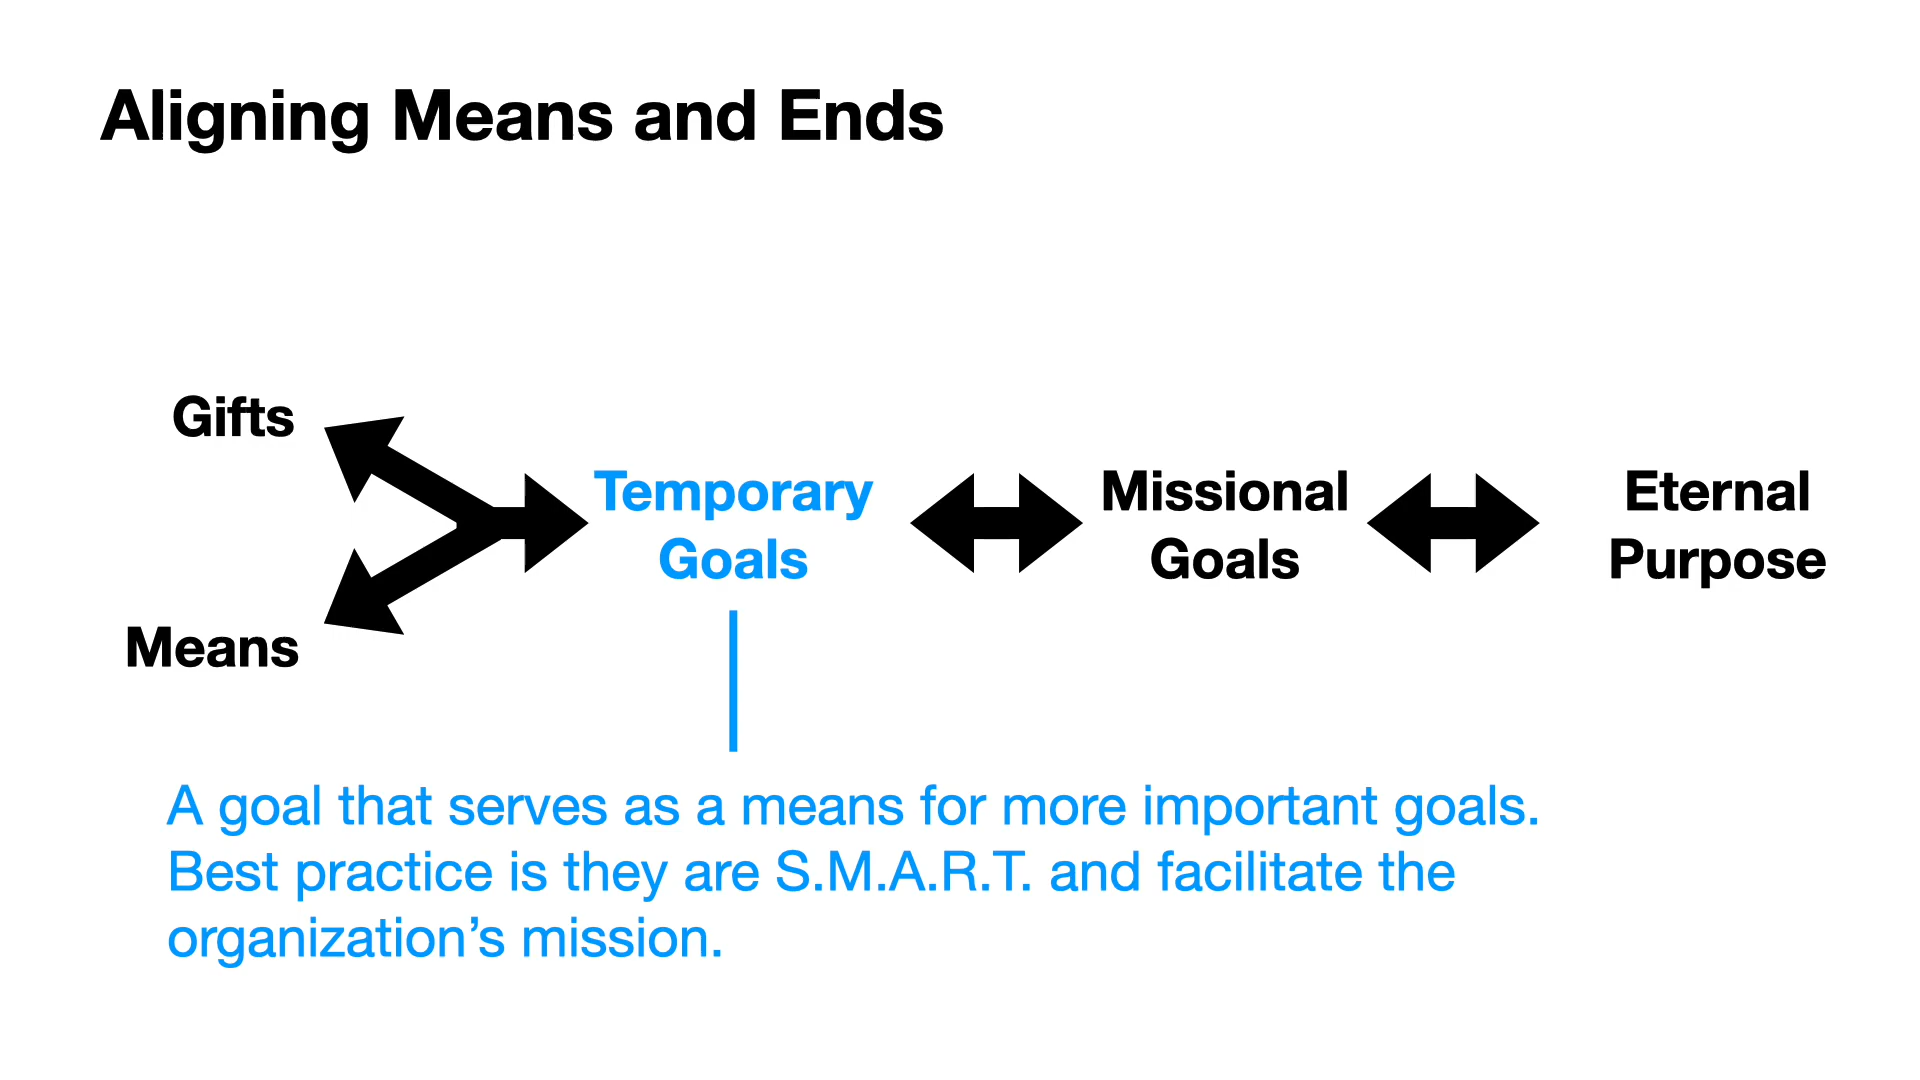 Aligning Means and Ends
Gifts
Means
Temporary
Goals
Missional
Goals
Eternal
Purpose
A goal that serves as a means for more important goals.
Best practice is they are S.M.A.R.T. and facilitate the
organization’s mission.